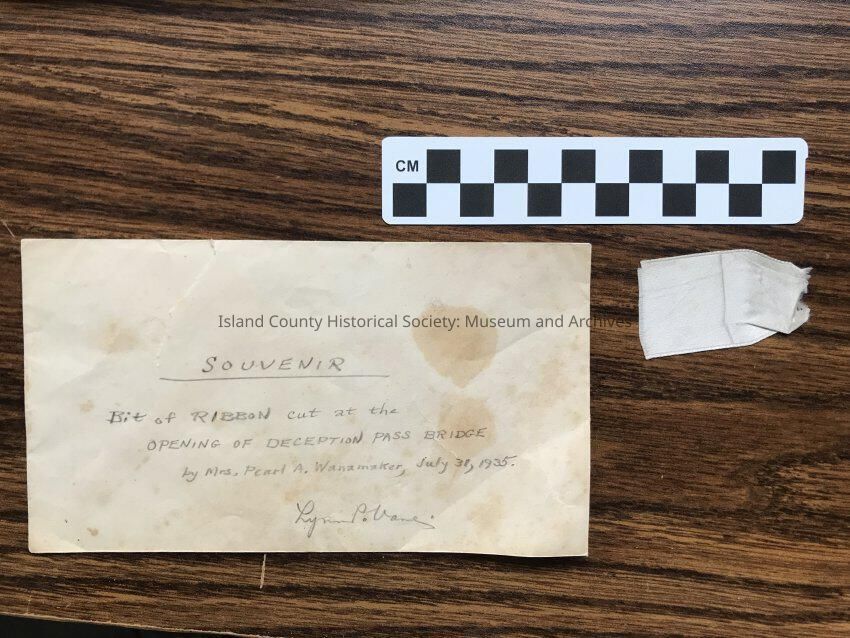 CM
Island County Historical Society: Museum and Archives
SOUVENIR
Bit of RIBBON cut at the
OPENING OF DECEPTION PASS BRIDGE
by Mrs. Pearl A. Wanamaker, July 31, 1935.
Lynn P.